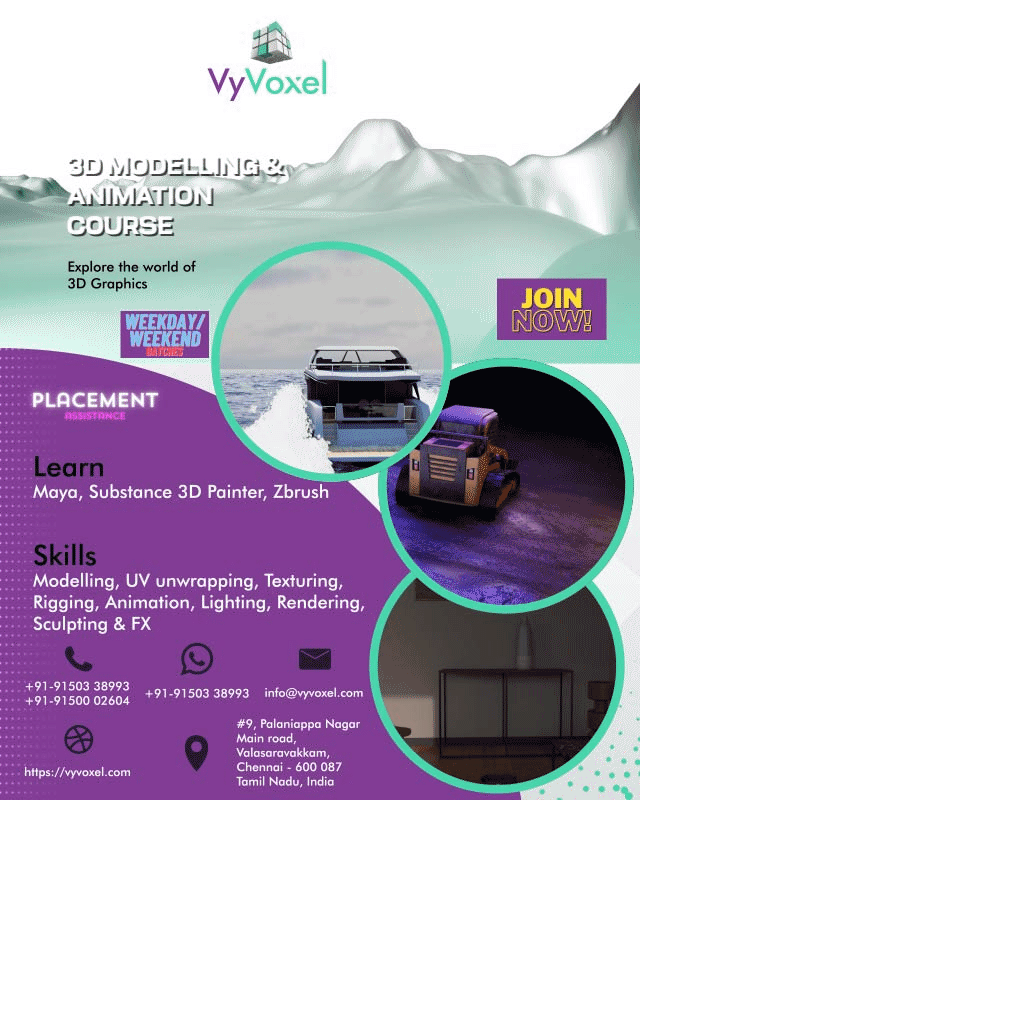 VyVoxel
3D MODELLING &
ANIMATION
COURSE
Explore the world of
3D Graphics
JOIN
NOW!
WEEKDAY/
WEEKEND
BATCHES
PLACEMENT
ASSISTANCE
Learn
Maya, Substance 3D Painter, Zbrush
Skills
Modelling, UV unwrapping, Texturing,
Rigging, Animation, Lighting, Rendering,
Sculpting & FX
+91-91503 38993
+91-91500 02604
+91-91503 38993
info@vyvoxel.com
https://vyvoxel.com
#9, Palaniappa Nagar
Main road,
Valasaravakkam,
Chennai - 600 087
Tamil Nadu, India